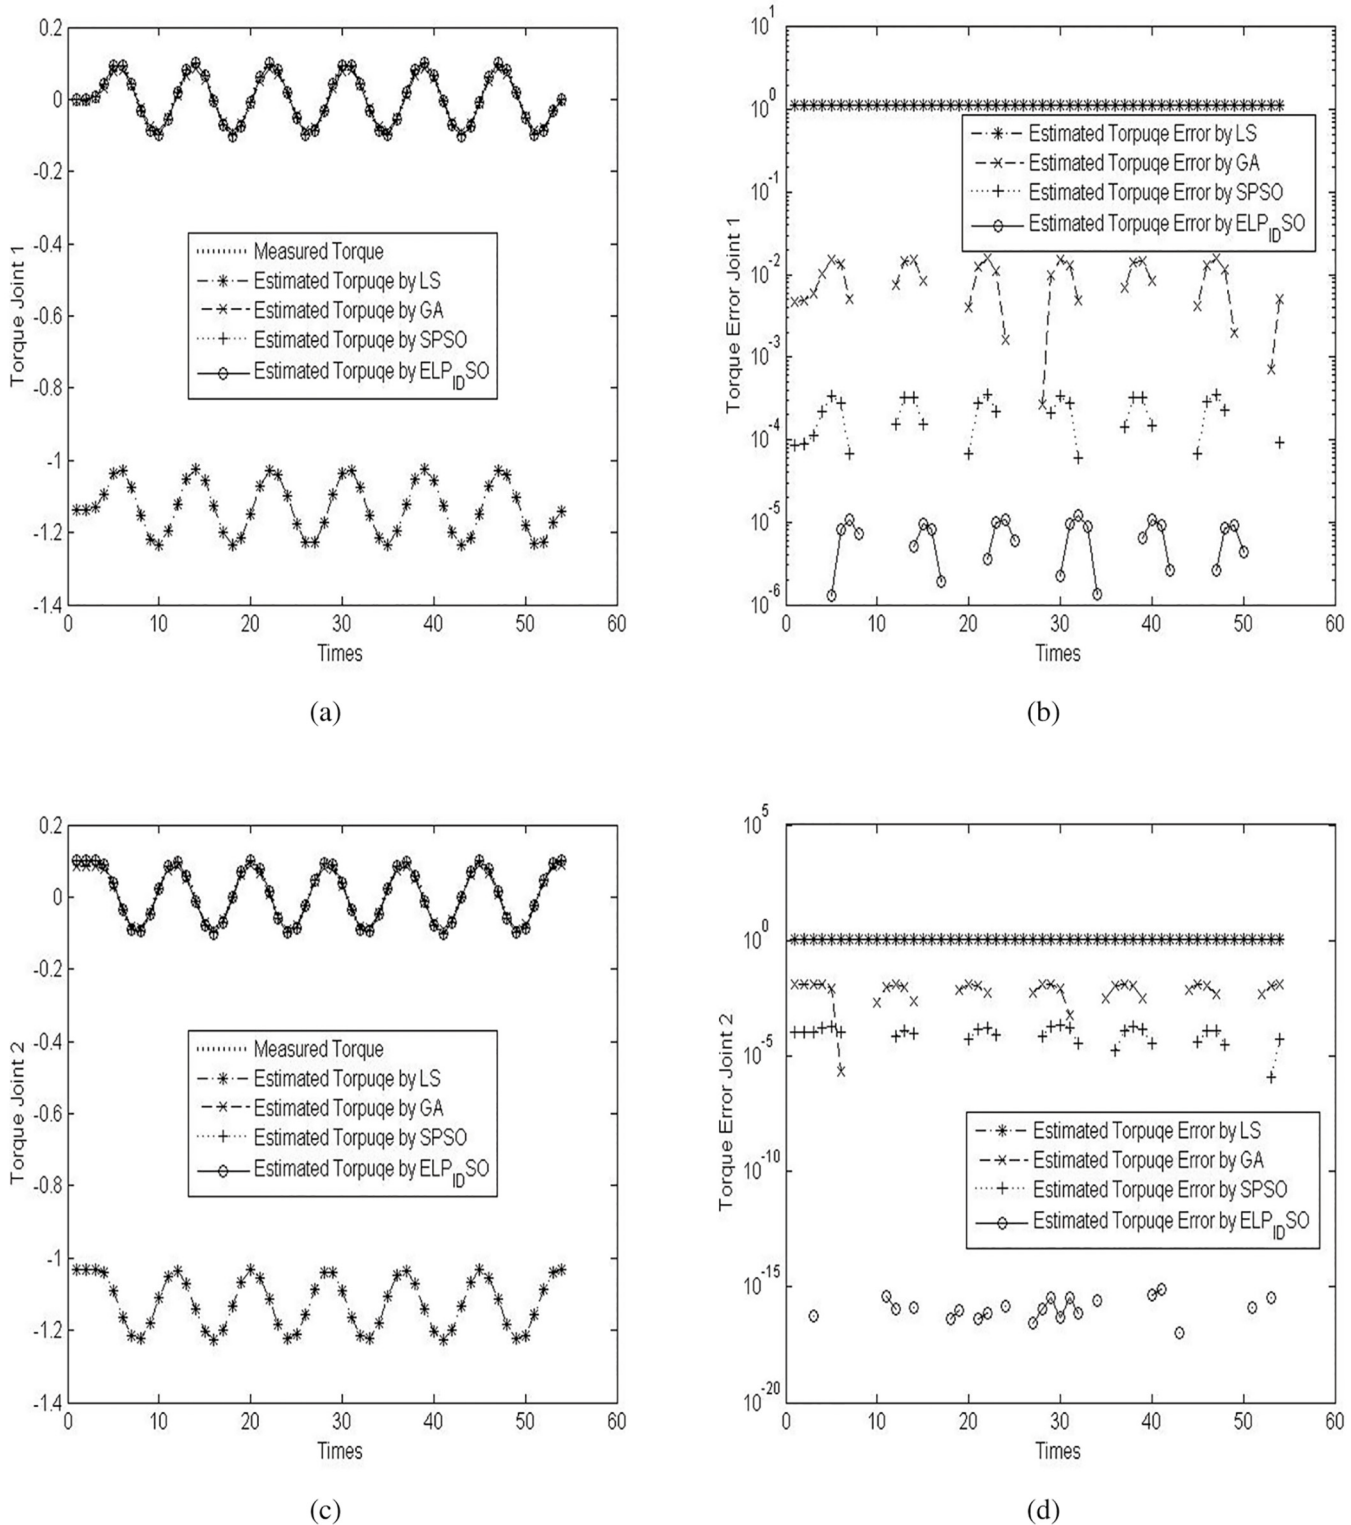 0.2
0
-0.2
-0.4
-0.6
-0.8
-1
-1.2
-1.4
Torque Joint 1
Measured Torque
Estimated Torpuqe by LS
Estimated Torpuqe by GA
Estimated Torpuqe by SPSO
Estimated Torpuqe by ELP_ID SO
0 10 20 30 40 50 60
Times
(a)
10^1
10^0
10^-1
10^-2
10^-3
10^-4
10^-5
10^-6
Torque Error Joint 1
Estimated Torpuqe Error by LS
Estimated Torpuqe Error by GA
Estimated Torpuqe Error by SPSO
Estimated Torpuqe Error by ELP_ID SO
0 10 20 30 40 50 60
Times
(b)
0.2
0
-0.2
-0.4
-0.6
-0.8
-1
-1.2
-1.4
Torque Joint 2
Measured Torque
Estimated Torpuqe by LS
Estimated Torpuqe by GA
Estimated Torpuqe by SPSO
Estimated Torpuqe by ELP_ID SO
0 10 20 30 40 50 60
Times
(c)
10^5
10^0
10^-5
10^-10
10^-15
10^-20
Torque Error Joint 2
Estimated Torpuqe Error by LS
Estimated Torpuqe Error by GA
Estimated Torpuqe Error by SPSO
Estimated Torpuqe Error by ELP_ID SO
0 10 20 30 40 50 60
Times
(d)